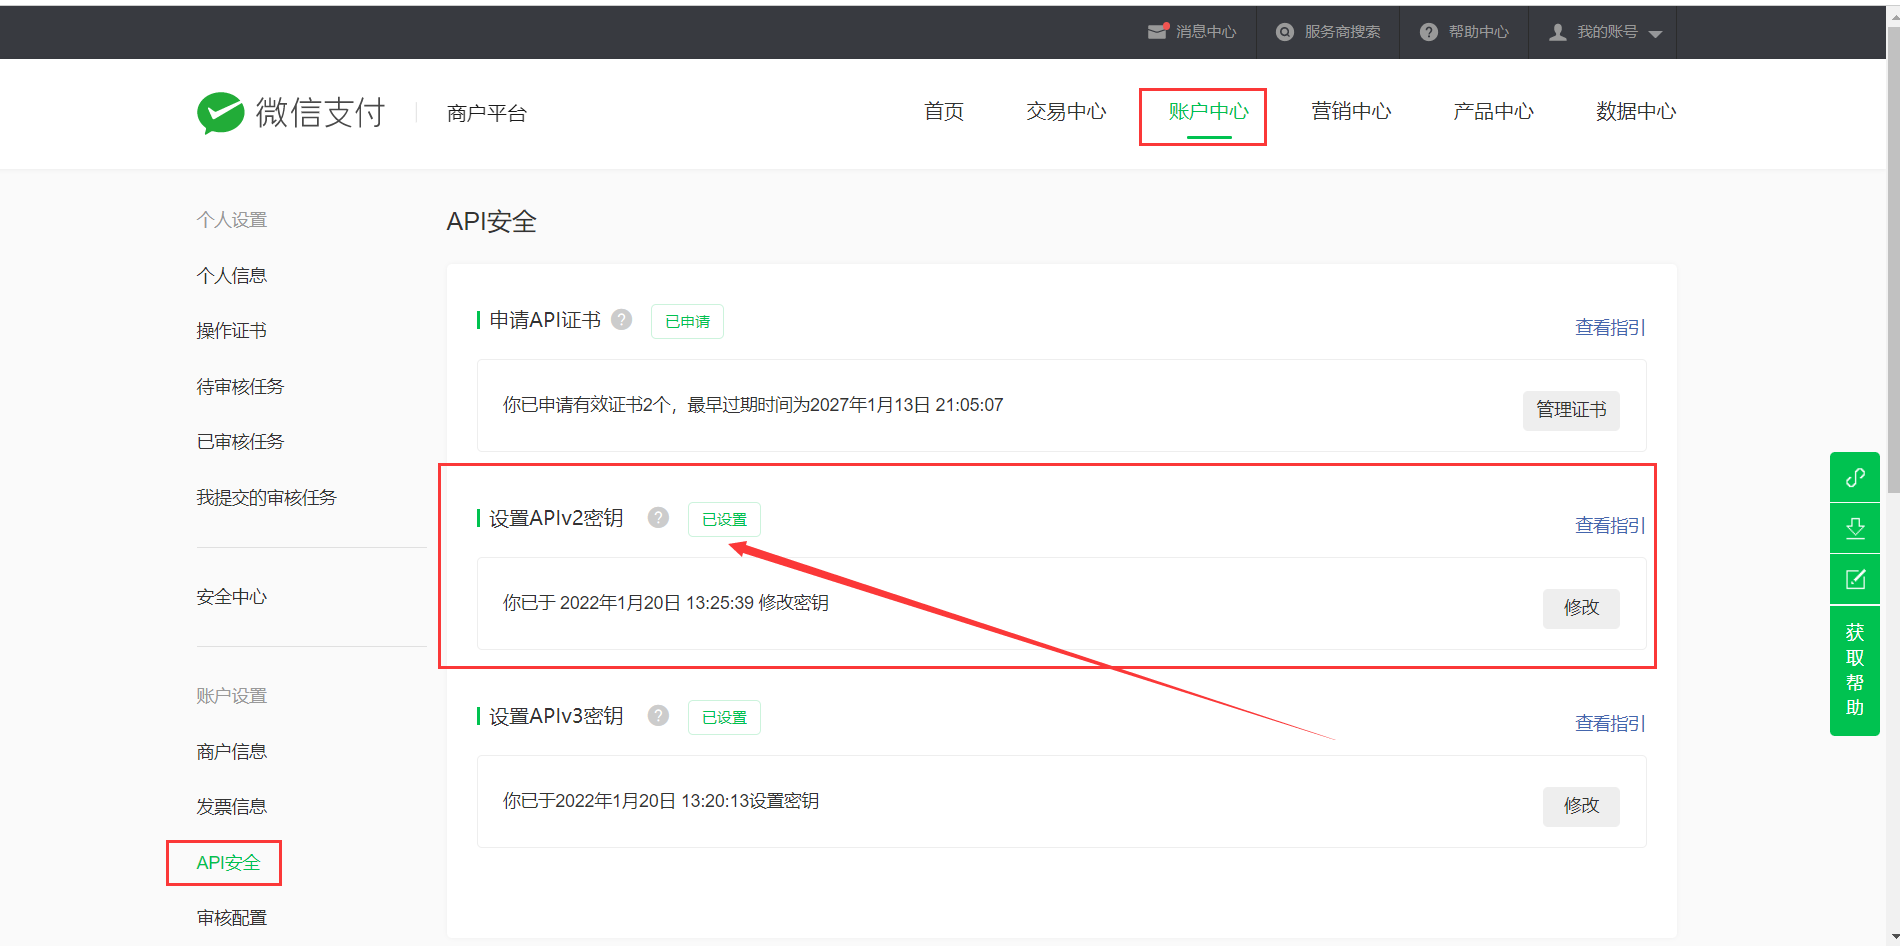 消息中心 服务商搜索 帮助中心 我的账号
微信支付 商户平台 首页 交易中心 账户中心 营销中心 产品中心 数据中心
个人设置
个人信息
操作证书
待审核任务
已审核任务
我提交的审核任务
安全中心
账户设置
商户信息
发票信息
API安全
审核配置
API安全
申请API证书 ? 已申请 查看指引
你已申请有效证书2个，最早过期时间为2027年1月13日 21:05:07 管理证书
设置APIv2密钥 ? 已设置 查看指引
你已于 2022年1月20日 13:25:39 修改密钥 修改
设置APIv3密钥 ? 已设置 查看指引
你已于2022年1月20日 13:20:13设置密钥 修改
获
取
帮
助